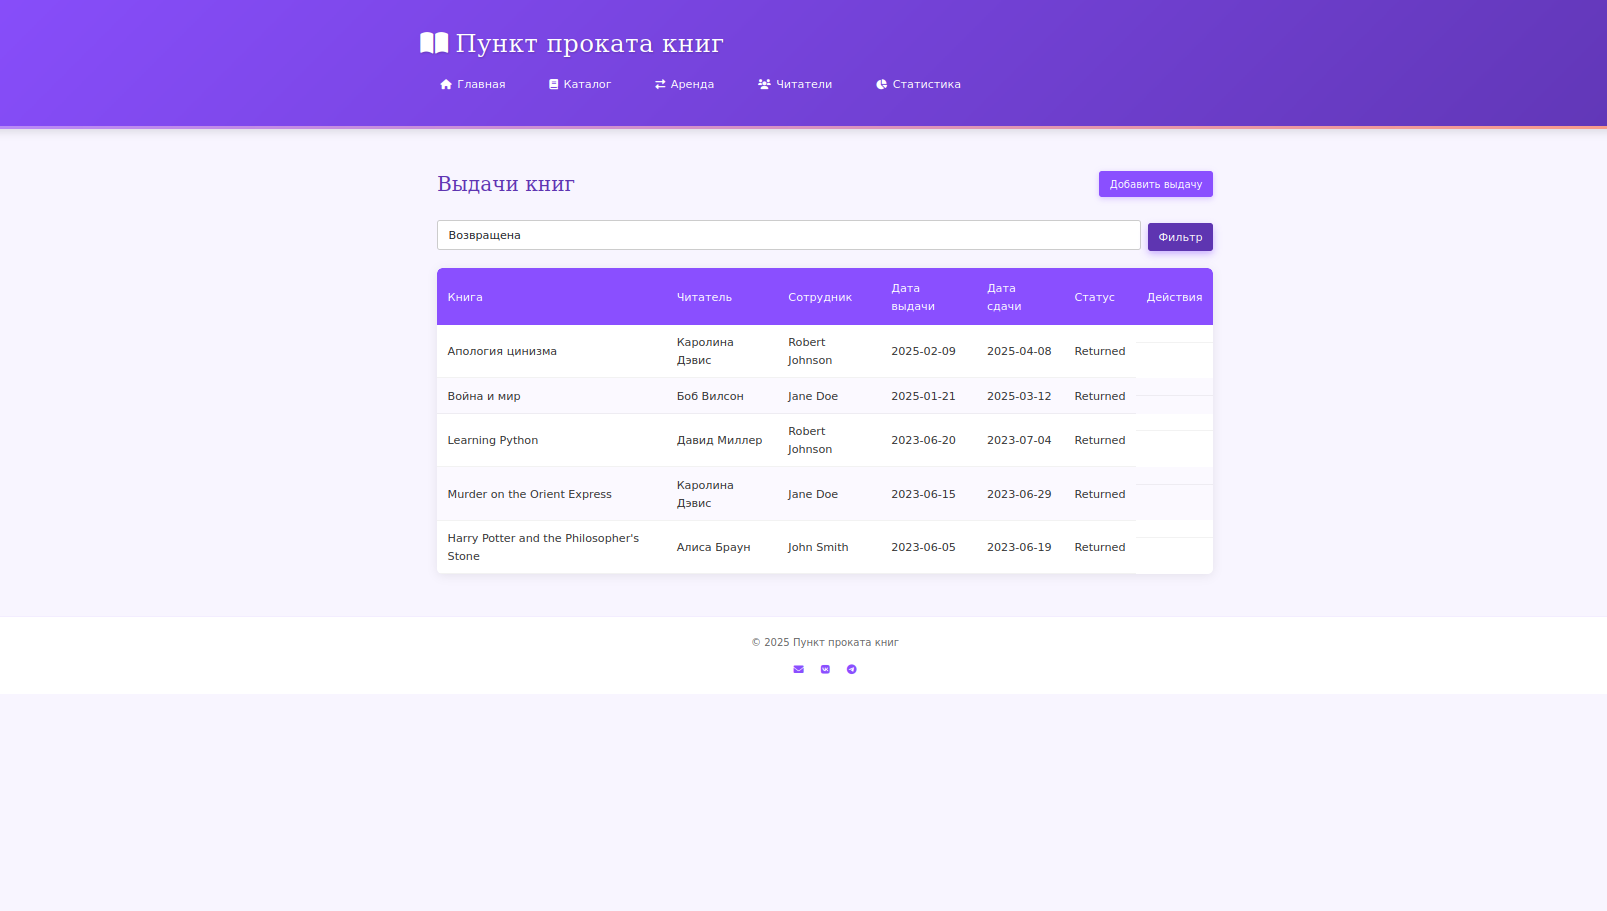 Пункт проката книг
Главная Каталог Аренда Читатели Статистика
Выдачи книг
Добавить выдачу
Возвращена
Фильтр
Книга Читатель Сотрудник Дата выдачи Дата сдачи Статус Действия
Апология цинизма Каролина Дэвис Robert Johnson 2025-02-09 2025-04-08 Returned
Война и мир Боб Вилсон Jane Doe 2025-01-21 2025-03-12 Returned
Learning Python Давид Миллер Robert Johnson 2023-06-20 2023-07-04 Returned
Murder on the Orient Express Каролина Дэвис Jane Doe 2023-06-15 2023-06-29 Returned
Harry Potter and the Philosopher's Stone Алиса Браун John Smith 2023-06-05 2023-06-19 Returned
© 2025 Пункт проката книг